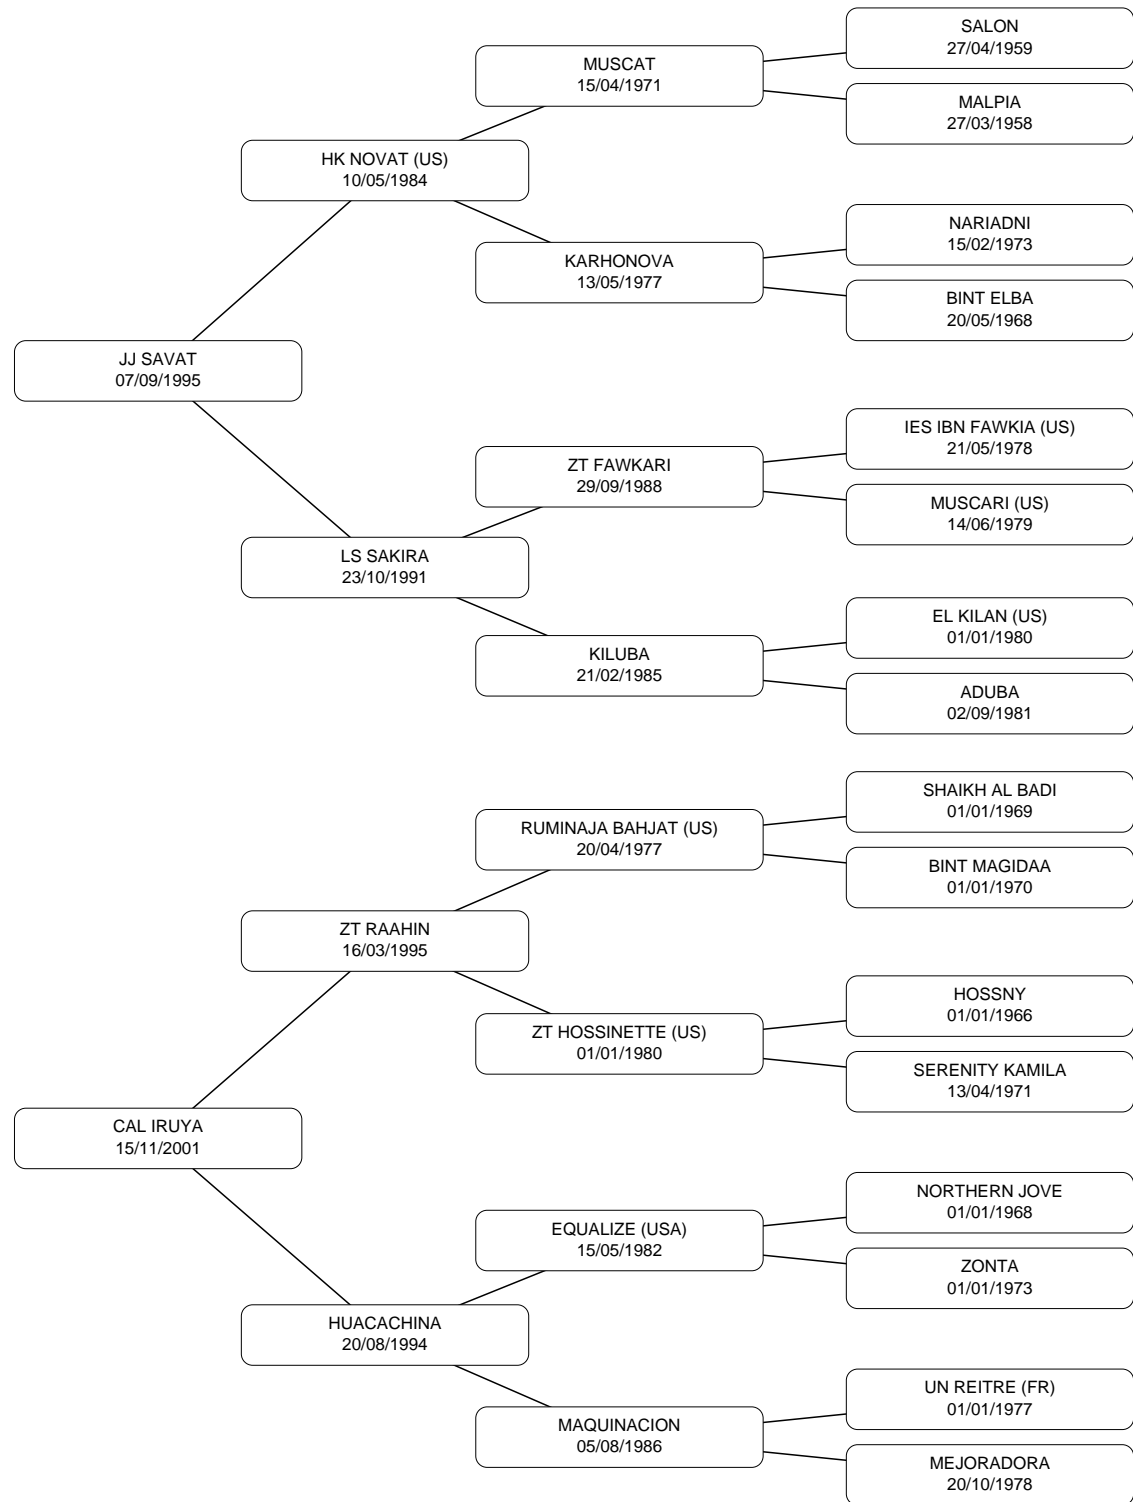 SALON
27/04/1959
MUSCAT
15/04/1971
MALPIA
27/03/1958
HK NOVAT (US)
10/05/1984
NARIADNI
15/02/1973
KARHONOVA
13/05/1977
BINT ELBA
20/05/1968
JJ SAVAT
07/09/1995
IES IBN FAWKIA (US)
21/05/1978
ZT FAWKARI
29/09/1988
MUSCARI (US)
14/06/1979
LS SAKIRA
23/10/1991
EL KILAN (US)
01/01/1980
KILUBA
21/02/1985
ADUBA
02/09/1981
SHAIKH AL BADI
01/01/1969
RUMINAJA BAHJAT (US)
20/04/1977
BINT MAGIDAA
01/01/1970
ZT RAAHIN
16/03/1995
HOSSNY
01/01/1966
ZT HOSSINETTE (US)
01/01/1980
SERENITY KAMILA
13/04/1971
CAL IRUYA
15/11/2001
NORTHERN JOVE
01/01/1968
EQUALIZE (USA)
15/05/1982
ZONTA
01/01/1973
HUACACHINA
20/08/1994
UN REITRE (FR)
01/01/1977
MAQUINACION
05/08/1986
MEJORADORA
20/10/1978